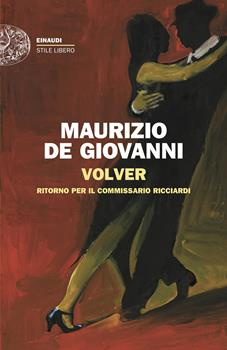 EINAUDI
STILE LIBERO
MAURIZIO
DE GIOVANNI
VOLVER
RITORNO PER IL COMMISSARIO RICCIARDI